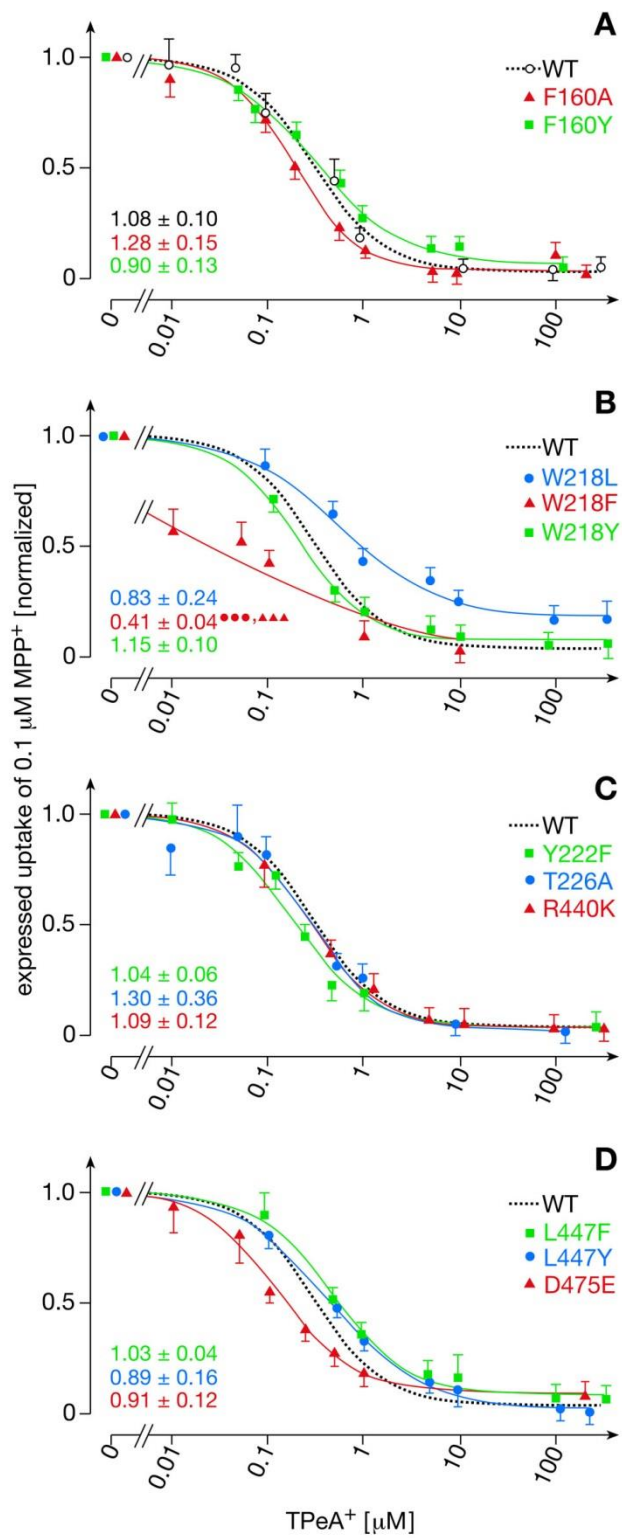 expressed uptake of 0.1 μM MPP⁺ [normalized]
A
1.0
0.5
0
WT
F160A
F160Y
1.08 ± 0.10
1.28 ± 0.15
0.90 ± 0.13
0 0.01 0.1 1 10 100
B
1.0
0.5
0
WT
W218L
W218F
W218Y
0.83 ± 0.24
0.41 ± 0.04 ●●●,▲▲▲
1.15 ± 0.10
0 0.01 0.1 1 10 100
C
1.0
0.5
0
WT
Y222F
T226A
R440K
1.04 ± 0.06
1.30 ± 0.36
1.09 ± 0.12
0 0.01 0.1 1 10 100
D
1.0
0.5
0
WT
L447F
L447Y
D475E
1.03 ± 0.04
0.89 ± 0.16
0.91 ± 0.12
0 0.01 0.1 1 10 100
TPeA⁺ [μM]